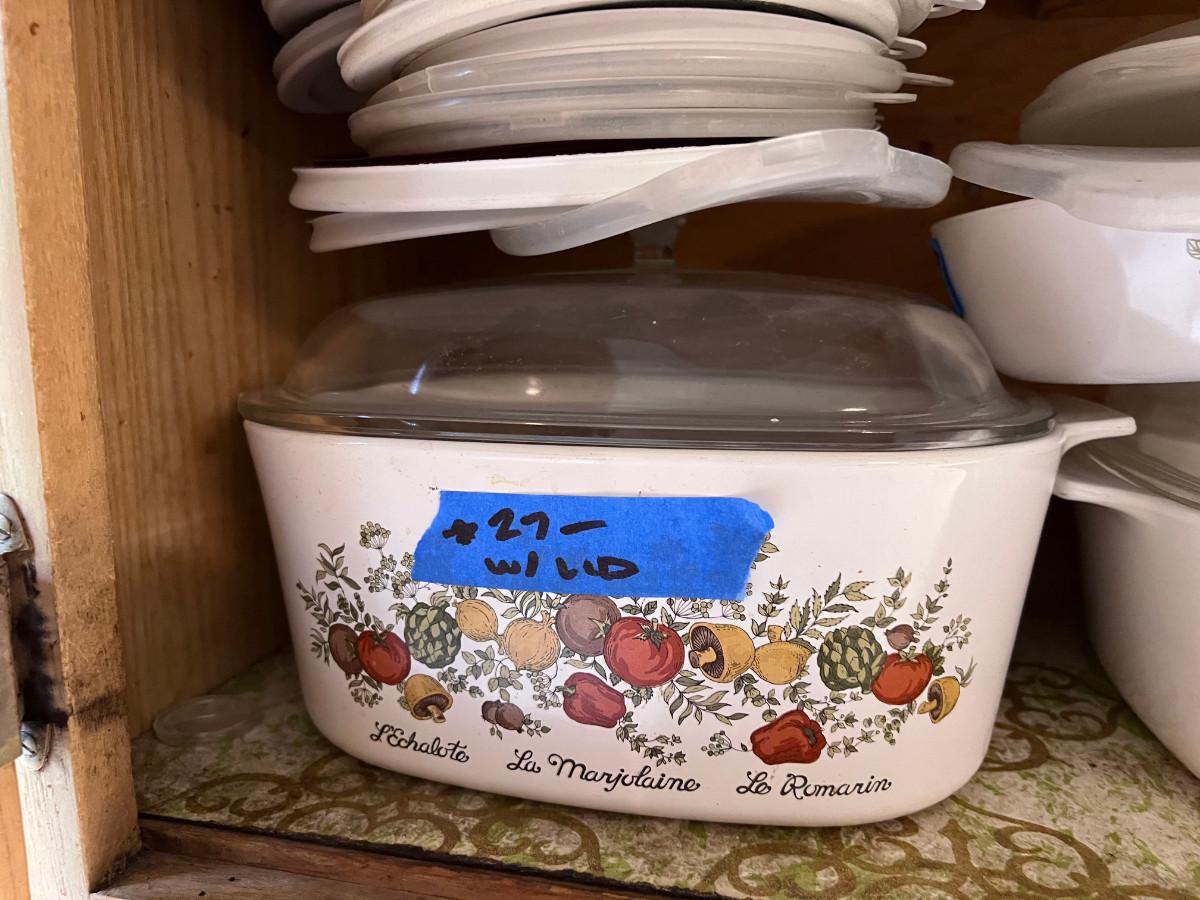 *27-
w/ LID
L'Echalote
La Marjolaine
Le Romarin